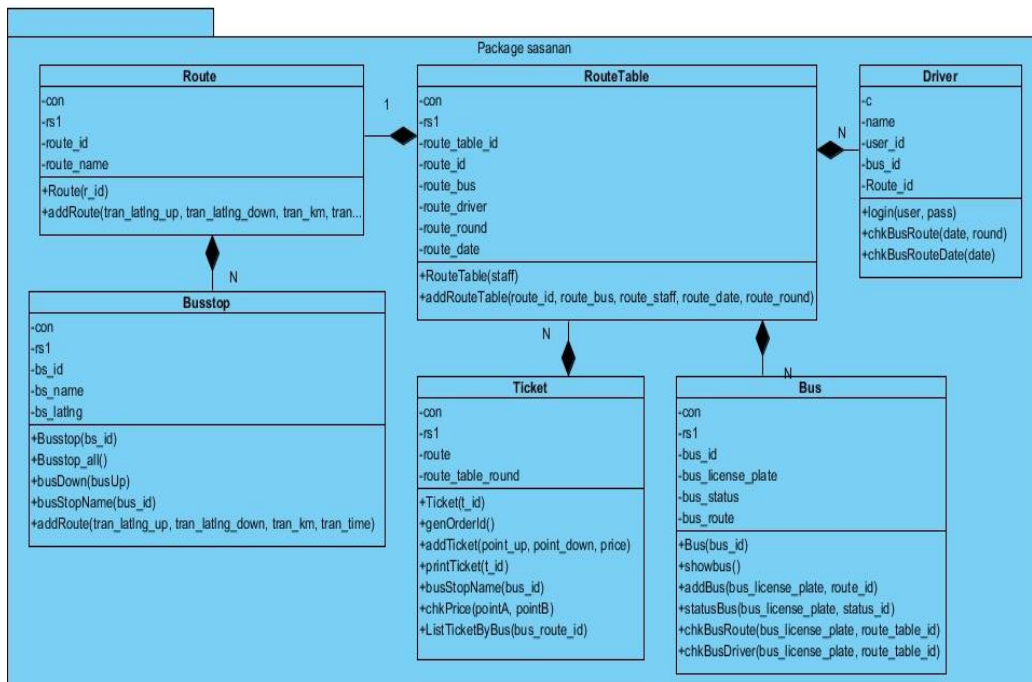 Package sasanan
Route
-con
-rs1
-route_id
-route_name
+Route(r_id)
+addRoute(tran_latlng_up, tran_latlng_down, tran_km, tran...
1
RouteTable
-con
-rs1
-route_table_id
-route_id
-route_bus
-route_driver
-route_round
-route_date
+RouteTable(staff)
+addRouteTable(route_id, route_bus, route_staff, route_date, route_round)
N
Driver
-c
-name
-user_id
-bus_id
-Route_id
+login(user, pass)
+chkBusRoute(date, round)
+chkBusRouteDate(date)
N
Busstop
-con
-rs1
-bs_id
-bs_name
-bs_latlng
+Busstop(bs_id)
+Busstop_all()
+busDown(busUp)
+busStopName(bus_id)
+addRoute(tran_latlng_up, tran_latlng_down, tran_km, tran_time)
N
Ticket
-con
-rs1
-route
-route_table_round
+Ticket(t_id)
+genOrderId()
+addTicket(point_up, point_down, price)
+printTicket(t_id)
+busStopName(bus_id)
+chkPrice(pointA, pointB)
+ListTicketByBus(bus_route_id)
N
Bus
-con
-rs1
-bus_id
-bus_license_plate
-bus_status
-bus_route
+Bus(bus_id)
+showbus()
+addBus(bus_license_plate, route_id)
+statusBus(bus_license_plate, status_id)
+chkBusRoute(bus_license_plate, route_table_id)
+chkBusDriver(bus_license_plate, route_table_id)